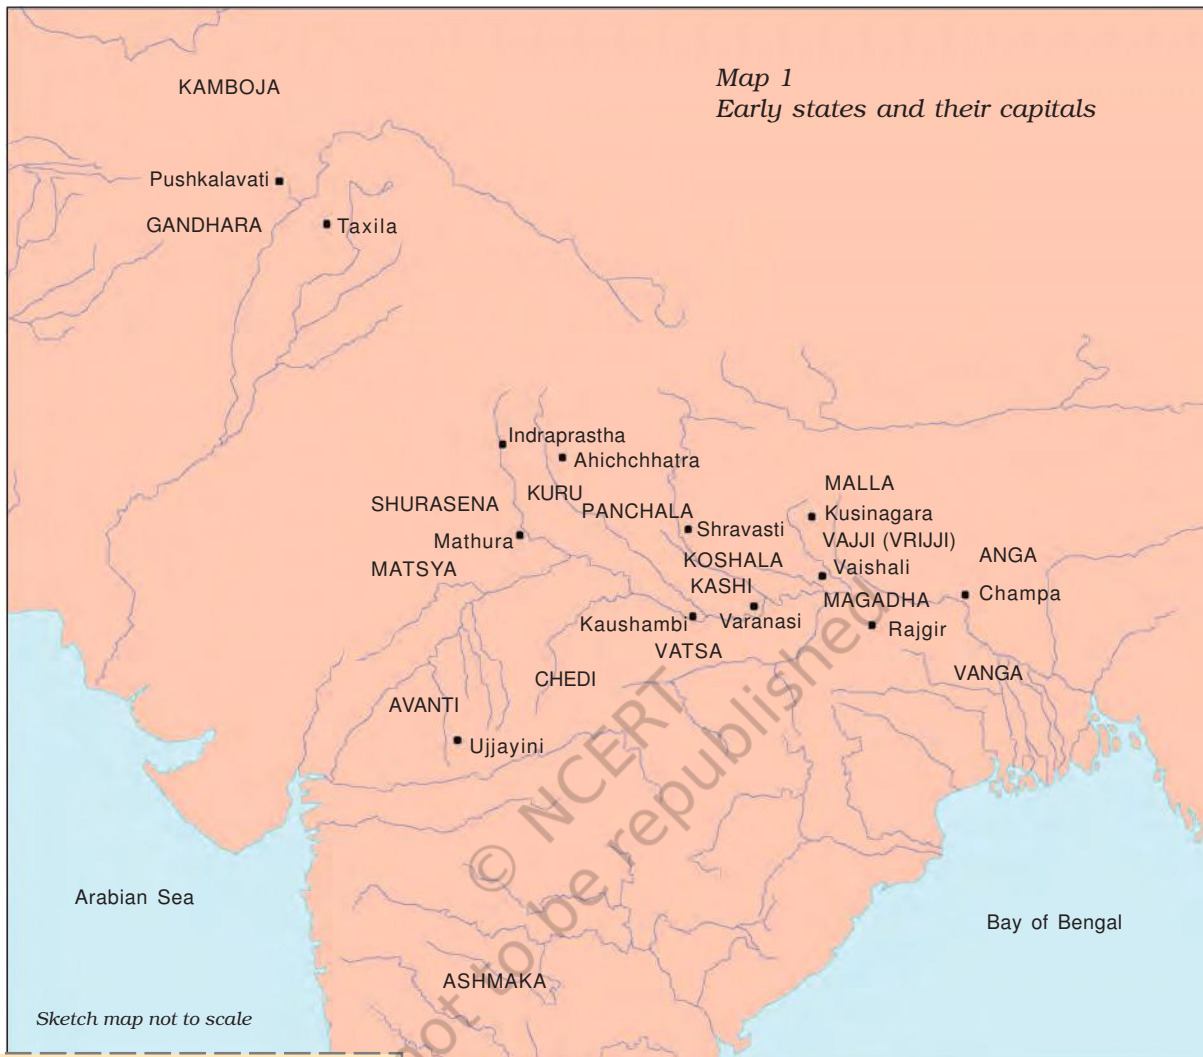 Map 1
Early states and their capitals
KAMBOJA
Pushkalavati
GANDHARA
Taxila
Indraprastha
Ahichchhatra
MALLA
KURU
SHURASENA
PANCHALA
Kusinagara
Shravasti
Mathura
VAJJI (VRIJJI)
ANGA
KOSHALA
Vaishali
MATSYA
KASHI
Champa
MAGADHA
Kaushambi
Varanasi
Rajgir
VATSA
VANGA
CHEDI
AVANTI
Ujjayini
© NCERT
not to be republished
Arabian Sea
Bay of Bengal
ASHMAKA
Sketch map not to scale